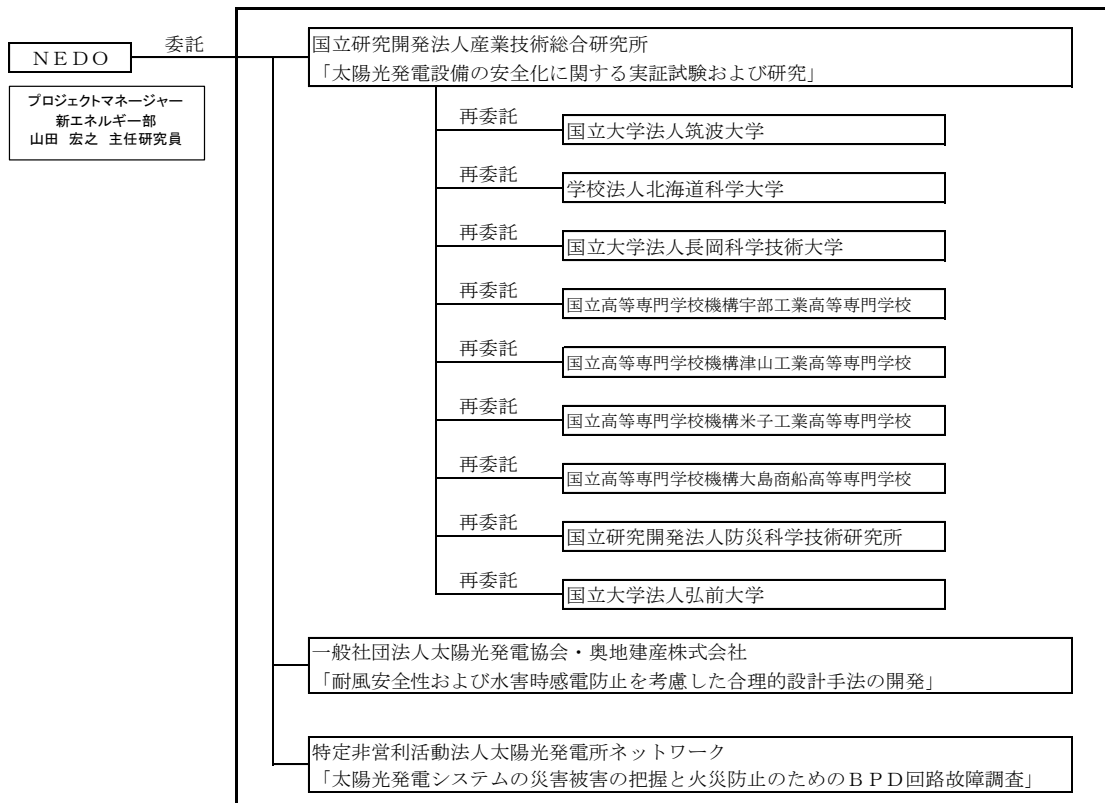 委託
NEDO
プロジェクトマネージャー
新エネルギー部
山田 宏之 主任研究員
国立研究開発法人産業技術総合研究所
「太陽光発電設備の安全化に関する実証試験および研究」
再委託
国立大学法人筑波大学
再委託
学校法人北海道科学大学
再委託
国立大学法人長岡科学技術大学
再委託
国立高等専門学校機構宇部工業高等専門学校
再委託
国立高等専門学校機構津山工業高等専門学校
再委託
国立高等専門学校機構米子工業高等専門学校
再委託
国立高等専門学校機構大島商船高等専門学校
再委託
国立研究開発法人防災科学技術研究所
再委託
国立大学法人弘前大学
一般社団法人太陽光発電協会・奥地建産株式会社
「耐風安全性および水害時感電防止を考慮した合理的設計手法の開発」
特定非営利活動法人太陽光発電所ネットワーク
「太陽光発電システムの災害被害の把握と火災防止のためのBPD回路故障調査」